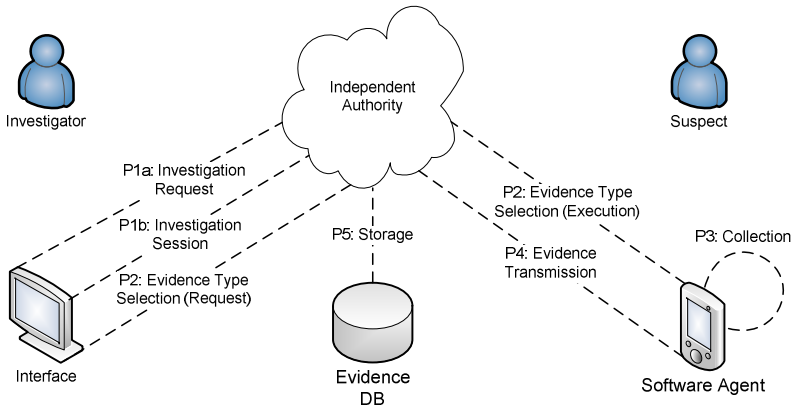 Independent
Authority
Investigator
Suspect
P1a: Investigation
Request
P1b: Investigation
Session
P2: Evidence Type
Selection (Request)
P5: Storage
P2: Evidence Type
Selection (Execution)
P4: Evidence
Transmission
P3: Collection
Interface
Evidence
DB
Software Agent